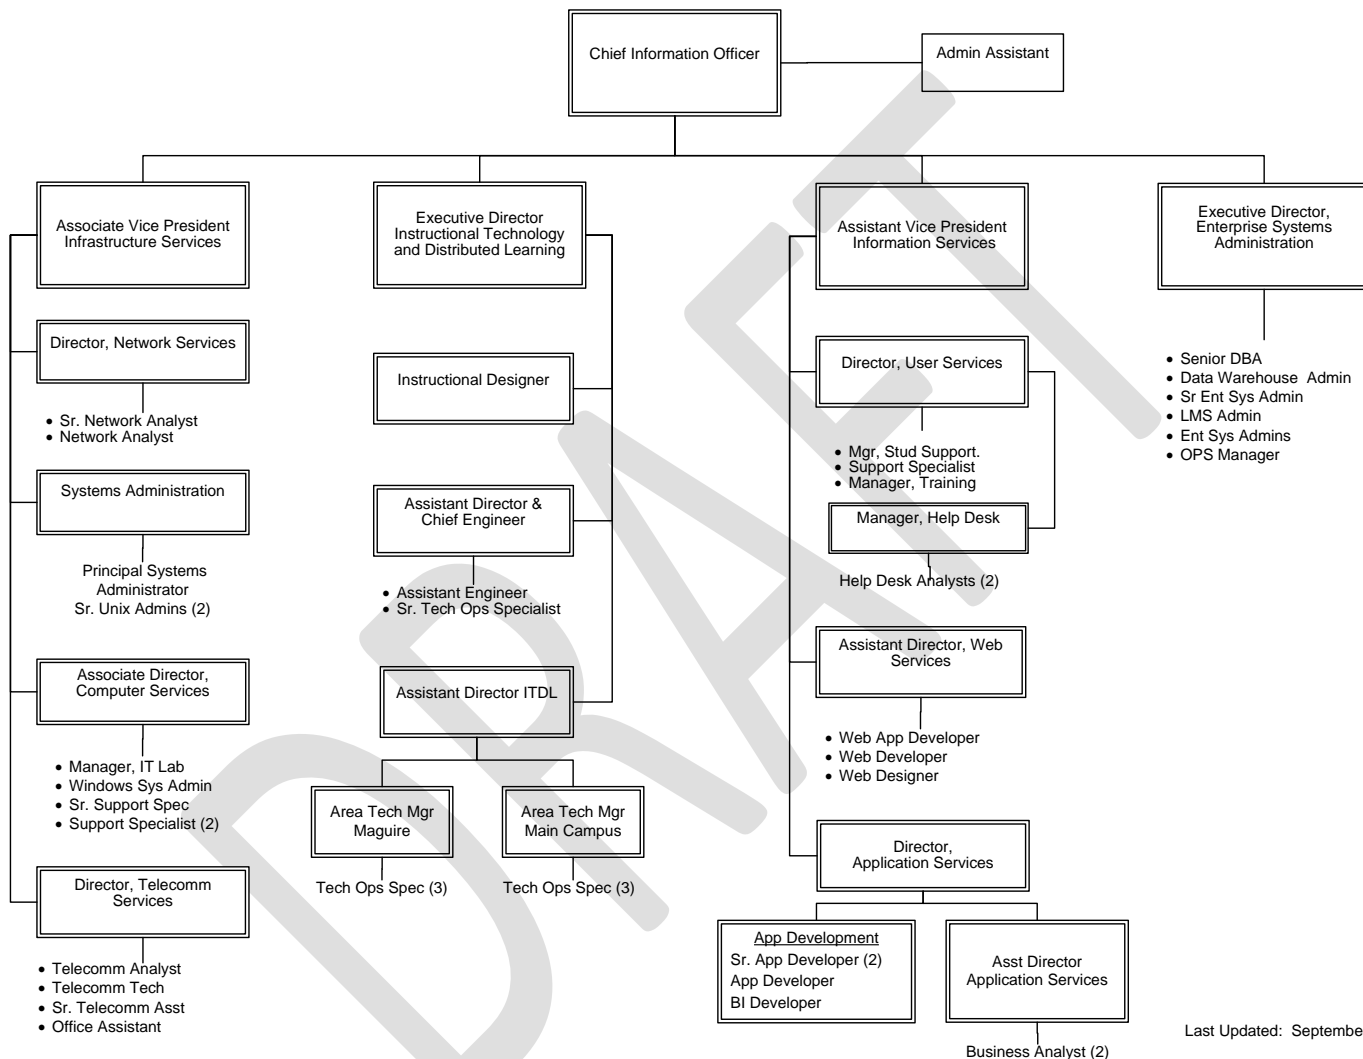 Chief Information Officer
Admin Assistant
Associate Vice President
Infrastructure Services
Executive Director
Instructional Technology
and Distributed Learning
Assistant Vice President
Information Services
Executive Director,
Enterprise Systems
Administration
Director, Network Services
• Sr. Network Analyst
• Network Analyst
Systems Administration
Principal Systems
Administrator
Sr. Unix Admins (2)
Associate Director,
Computer Services
• Manager, IT Lab
• Windows Sys Admin
• Sr. Support Spec
• Support Specialist (2)
Director, Telecomm
Services
• Telecomm Analyst
• Telecomm Tech
• Sr. Telecomm Asst
• Office Assistant
Instructional Designer
Assistant Director &
Chief Engineer
• Assistant Engineer
• Sr. Tech Ops Specialist
Assistant Director ITDL
Area Tech Mgr
Maguire
Tech Ops Spec (3)
Area Tech Mgr
Main Campus
Tech Ops Spec (3)
Director, User Services
• Mgr, Stud Support.
• Support Specialist
• Manager, Training
Manager, Help Desk
Help Desk Analysts (2)
Assistant Director, Web
Services
• Web App Developer
• Web Developer
• Web Designer
Director,
Application Services
App Development
Sr. App Developer (2)
App Developer
BI Developer
Asst Director
Application Services
Business Analyst (2)
• Senior DBA
• Data Warehouse Admin
• Sr Ent Sys Admin
• LMS Admin
• Ent Sys Admins
• OPS Manager
Last Updated: Septembe
DRAFT